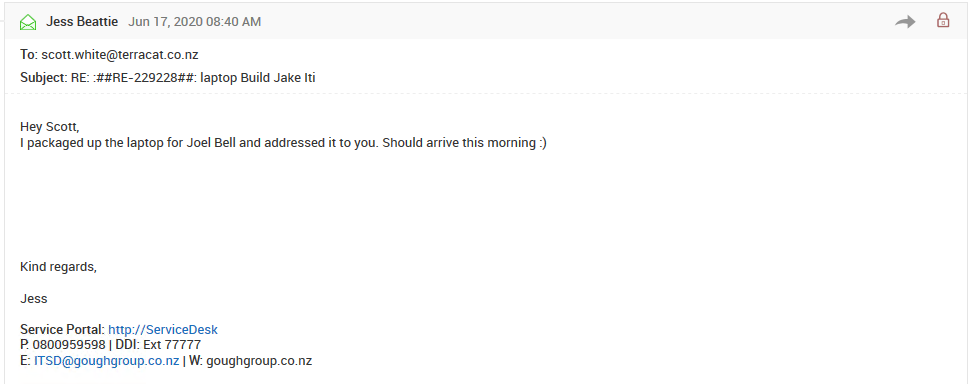 Jess Beattie Jun 17, 2020 08:40 AM
To: scott.white@terracat.co.nz
Subject: RE: :##RE-229228##: laptop Build Jake Iti
Hey Scott,
I packaged up the laptop for Joel Bell and addressed it to you. Should arrive this morning :)
Kind regards,
Jess
Service Portal: http://ServiceDesk
P: 0800959598 | DDI: Ext 77777
E: ITSD@goughgroup.co.nz | W: goughgroup.co.nz